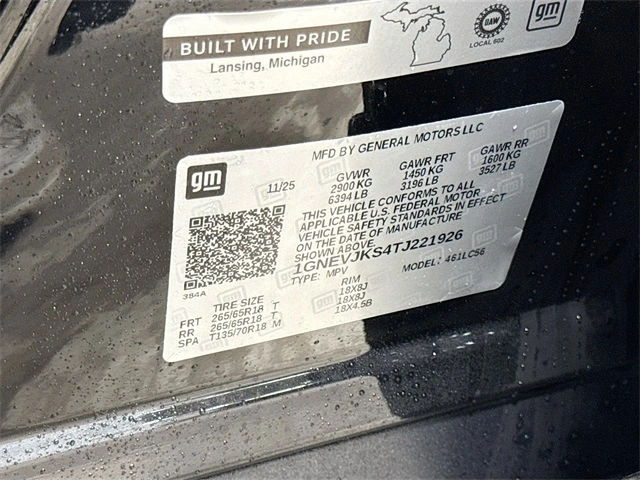 BUILT WITH PRIDE
Lansing, Michigan
UAW
LOCAL 602
gm
MFD BY GENERAL MOTORS LLC
gm
11/25
GVWR
2900 KG
6394 LB
GAWR FRT
1450 KG
3196 LB
GAWR RR
1600 KG
3527 LB
THIS VEHICLE CONFORMS TO ALL
APPLICABLE U.S. FEDERAL MOTOR
VEHICLE SAFETY STANDARDS IN EFFECT
ON THE DATE OF MANUFACTURE
SHOWN ABOVE.
1GNEVJKS4TJ221926
TYPE: MPV
MODEL: 461LC56
384A
TIRE SIZE
RIM
FRT 265/65R18 T 18X8J
RR 265/65R18 T 18X8J
SPA T135/70R18 M 18X4.5B